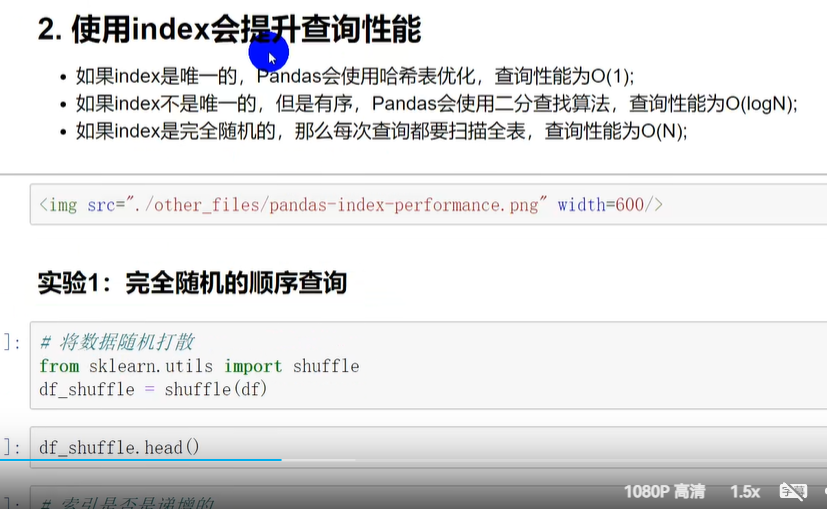 2. 使用index会提升查询性能
如果index是唯一的，Pandas会使用哈希表优化，查询性能为O(1);
如果index不是唯一的，但是有序，Pandas会使用二分查找算法，查询性能为O(logN);
如果index是完全随机的，那么每次查询都要扫描全表，查询性能为O(N);
<img src="./other_files/pandas-index-performance.png" width=600/>
实验1：完全随机的顺序查询
]: # 将数据随机打散
from sklearn.utils import shuffle
df_shuffle = shuffle(df)
]: df_shuffle.head()
1080P 高清 1.5x 字幕
]: # 索引是否是递增的